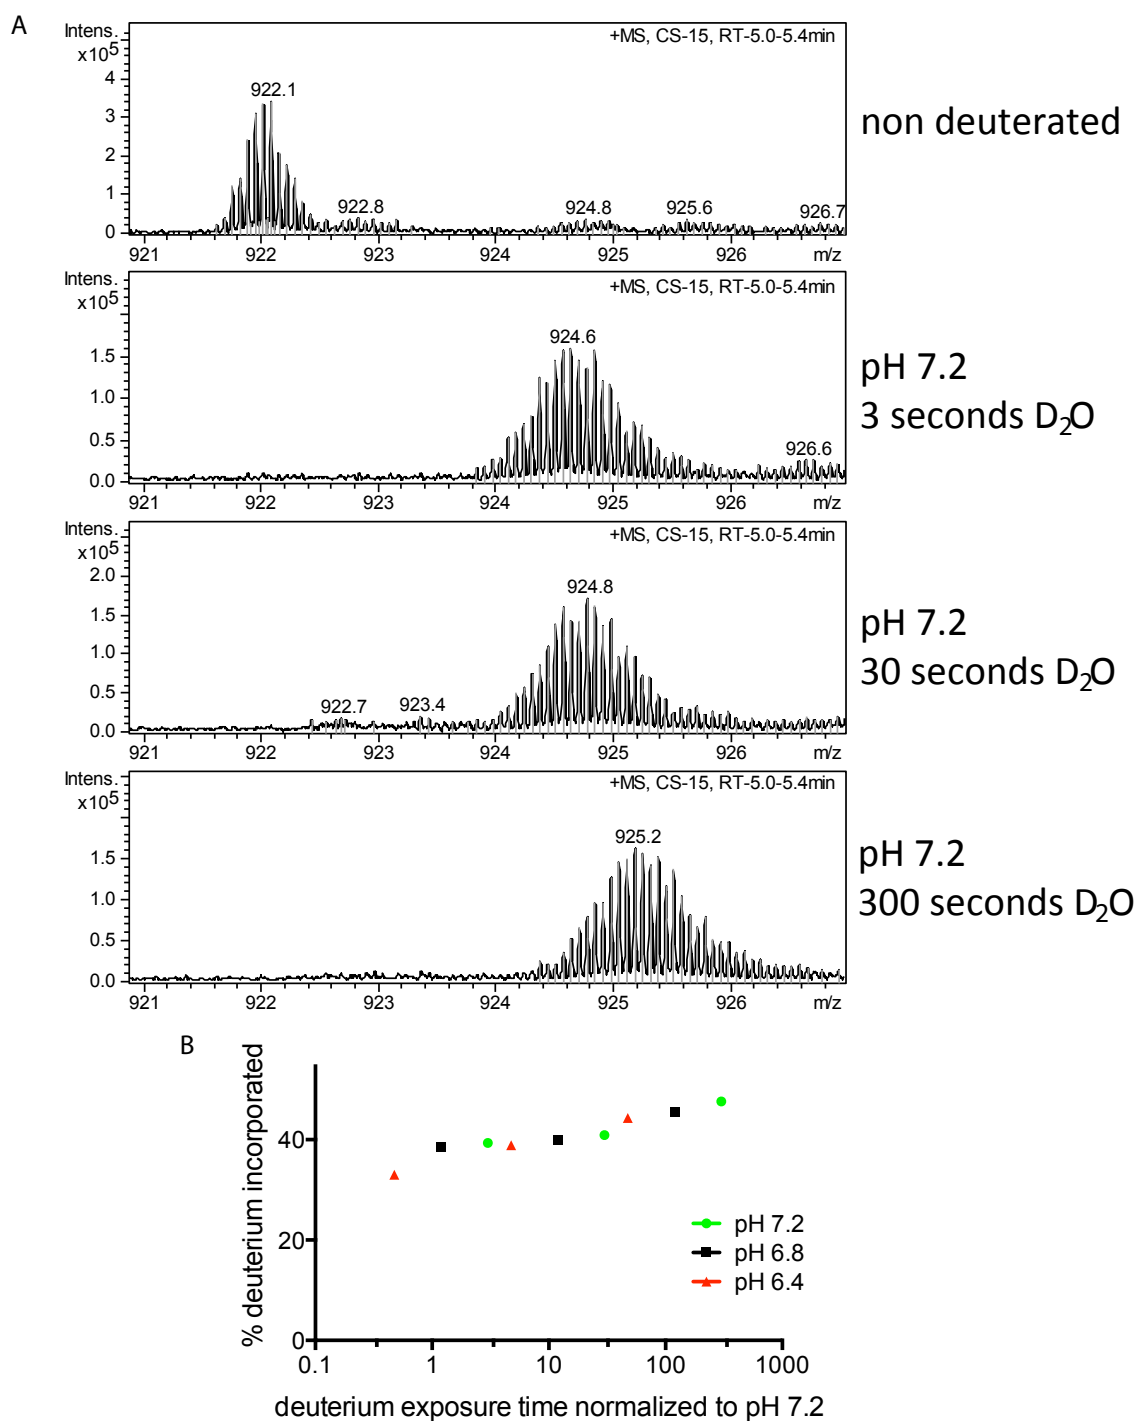 A
Intens.
x10^5
+MS, CS-15, RT-5.0-5.4min
4
3
2
1
0
922.1
922.8
924.8
925.6
926.7
921 922 923 924 925 926 m/z
non deuterated
Intens.
x10^5
+MS, CS-15, RT-5.0-5.4min
1.5
1.0
0.5
0.0
924.6
926.6
921 922 923 924 925 926 m/z
pH 7.2
3 seconds D₂O
Intens.
x10^5
+MS, CS-15, RT-5.0-5.4min
2.0
1.5
1.0
0.5
0.0
924.8
922.7
923.4
921 922 923 924 925 926 m/z
pH 7.2
30 seconds D₂O
Intens.
x10^5
+MS, CS-15, RT-5.0-5.4min
1.5
1.0
0.5
0.0
925.2
921 922 923 924 925 926 m/z
pH 7.2
300 seconds D₂O
B
% deuterium incorporated
40
20
0
pH 7.2
pH 6.8
pH 6.4
0.1 1 10 100 1000
deuterium exposure time normalized to pH 7.2